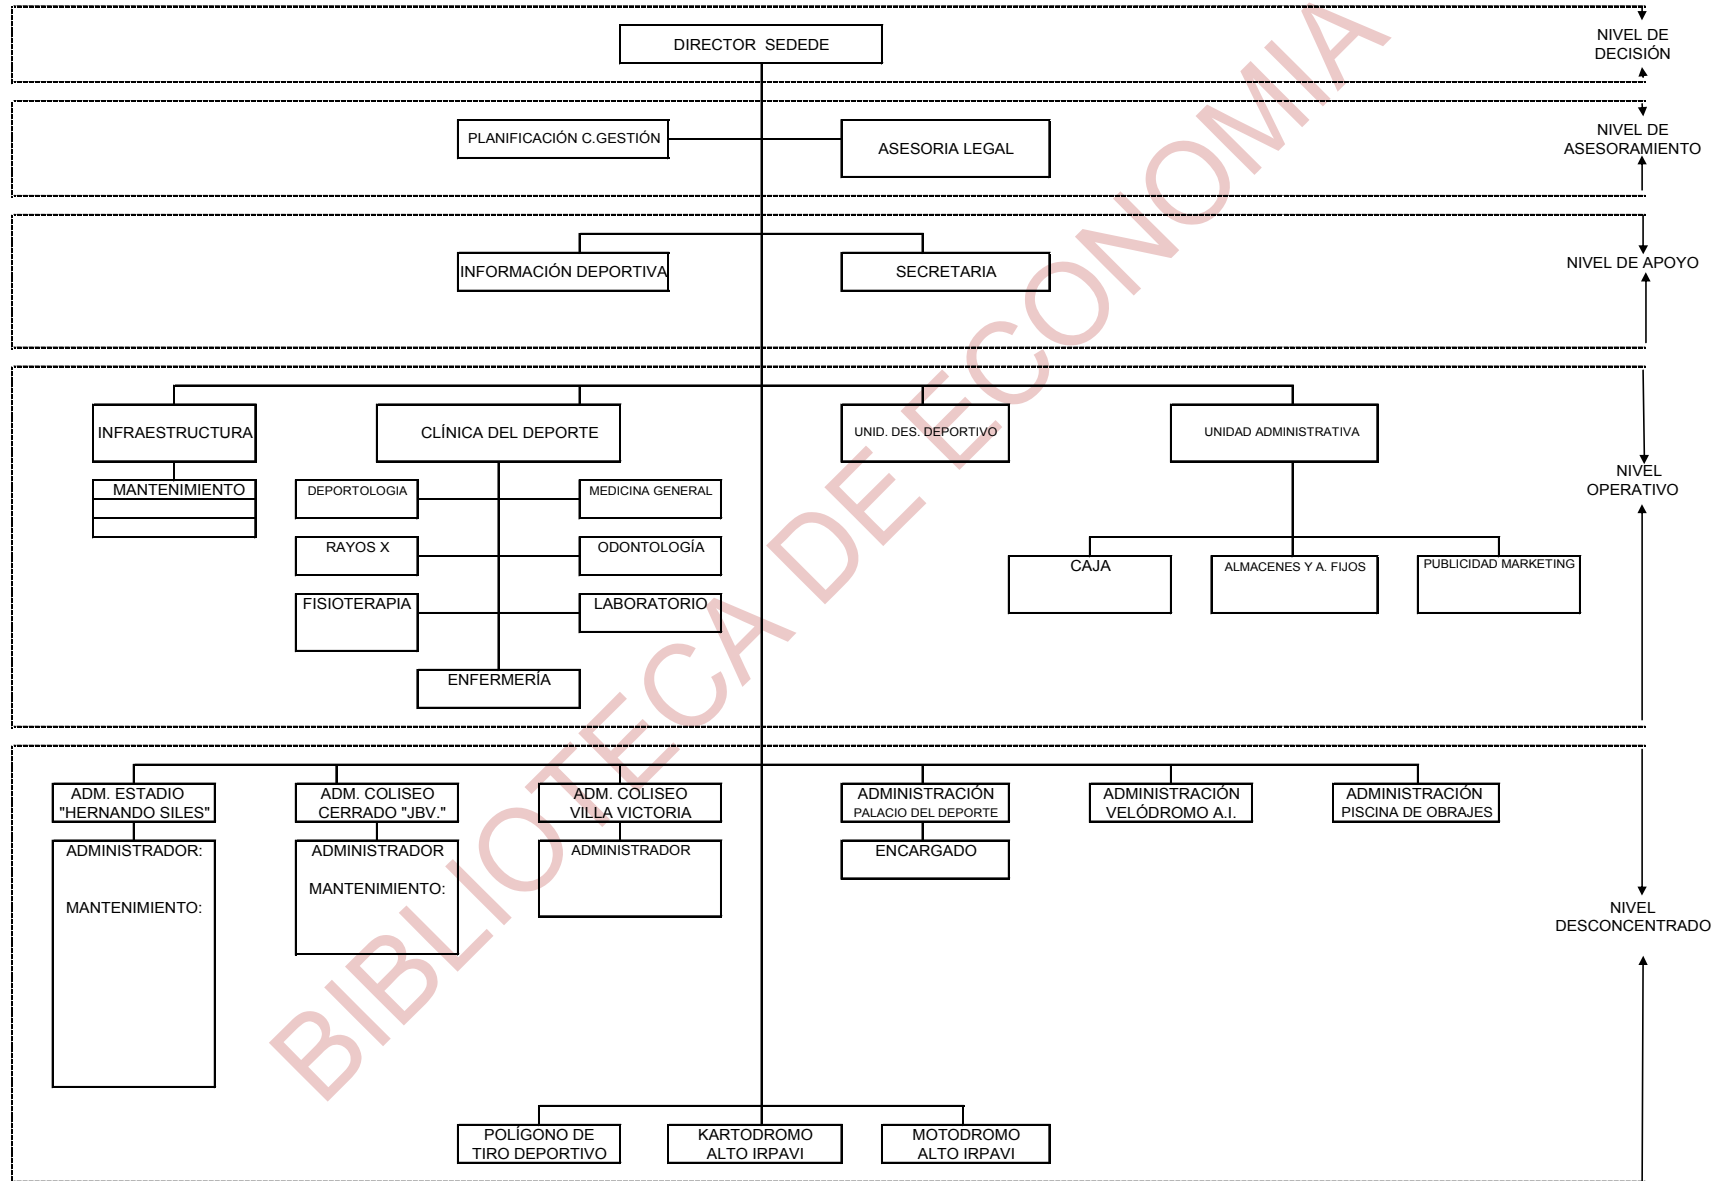 DIRECTOR SEDEDE
NIVEL DE
DECISIÓN
PLANIFICACIÓN C.GESTIÓN
ASESORIA LEGAL
NIVEL DE
ASESORAMIENTO
INFORMACIÓN DEPORTIVA
SECRETARIA
NIVEL DE APOYO
INFRAESTRUCTURA
CLÍNICA DEL DEPORTE
UNID. DES. DEPORTIVO
UNIDAD ADMINISTRATIVA
MANTENIMIENTO
DEPORTOLOGIA
MEDICINA GENERAL
NIVEL
OPERATIVO
RAYOS X
ODONTOLOGÍA
CAJA
ALMACENES Y A. FIJOS
PUBLICIDAD MARKETING
FISIOTERAPIA
LABORATORIO
ENFERMERÍA
ADM. ESTADIO
"HERNANDO SILES"
ADM. COLISEO
CERRADO "JBV."
ADM. COLISEO
VILLA VICTORIA
ADMINISTRACIÓN
PALACIO DEL DEPORTE
ADMINISTRACIÓN
VELÓDROMO A.I.
ADMINISTRACIÓN
PISCINA DE OBRAJES
ADMINISTRADOR:
MANTENIMIENTO:
ADMINISTRADOR
MANTENIMIENTO:
ADMINISTRADOR
ENCARGADO
NIVEL
DESCONCENTRADO
POLÍGONO DE
TIRO DEPORTIVO
KARTODROMO
ALTO IRPAVI
MOTODROMO
ALTO IRPAVI
BIBLIOTECA DE ECONOMIA